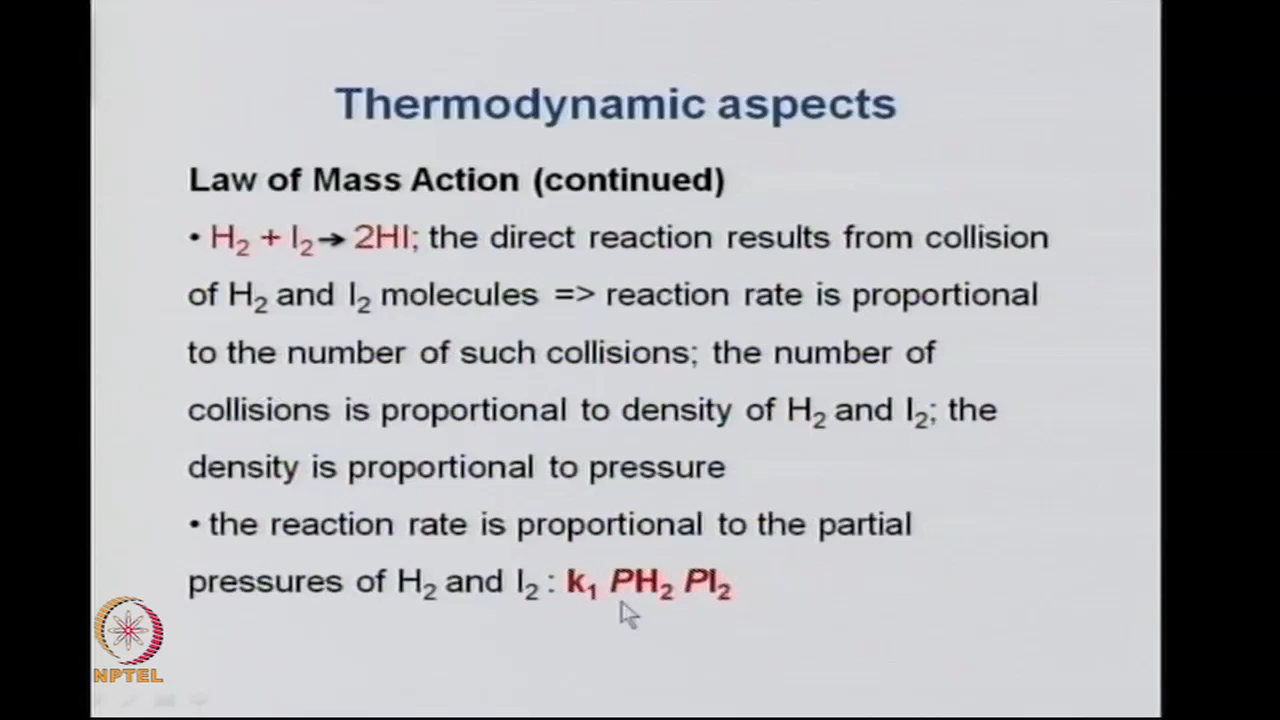 Thermodynamic aspects
Law of Mass Action (continued)
• H₂ + I₂ → 2HI; the direct reaction results from collision
of H₂ and I₂ molecules => reaction rate is proportional
to the number of such collisions; the number of
collisions is proportional to density of H₂ and I₂; the
density is proportional to pressure
• the reaction rate is proportional to the partial
pressures of H₂ and I₂ : k₁ PH₂ PI₂
NPTEL